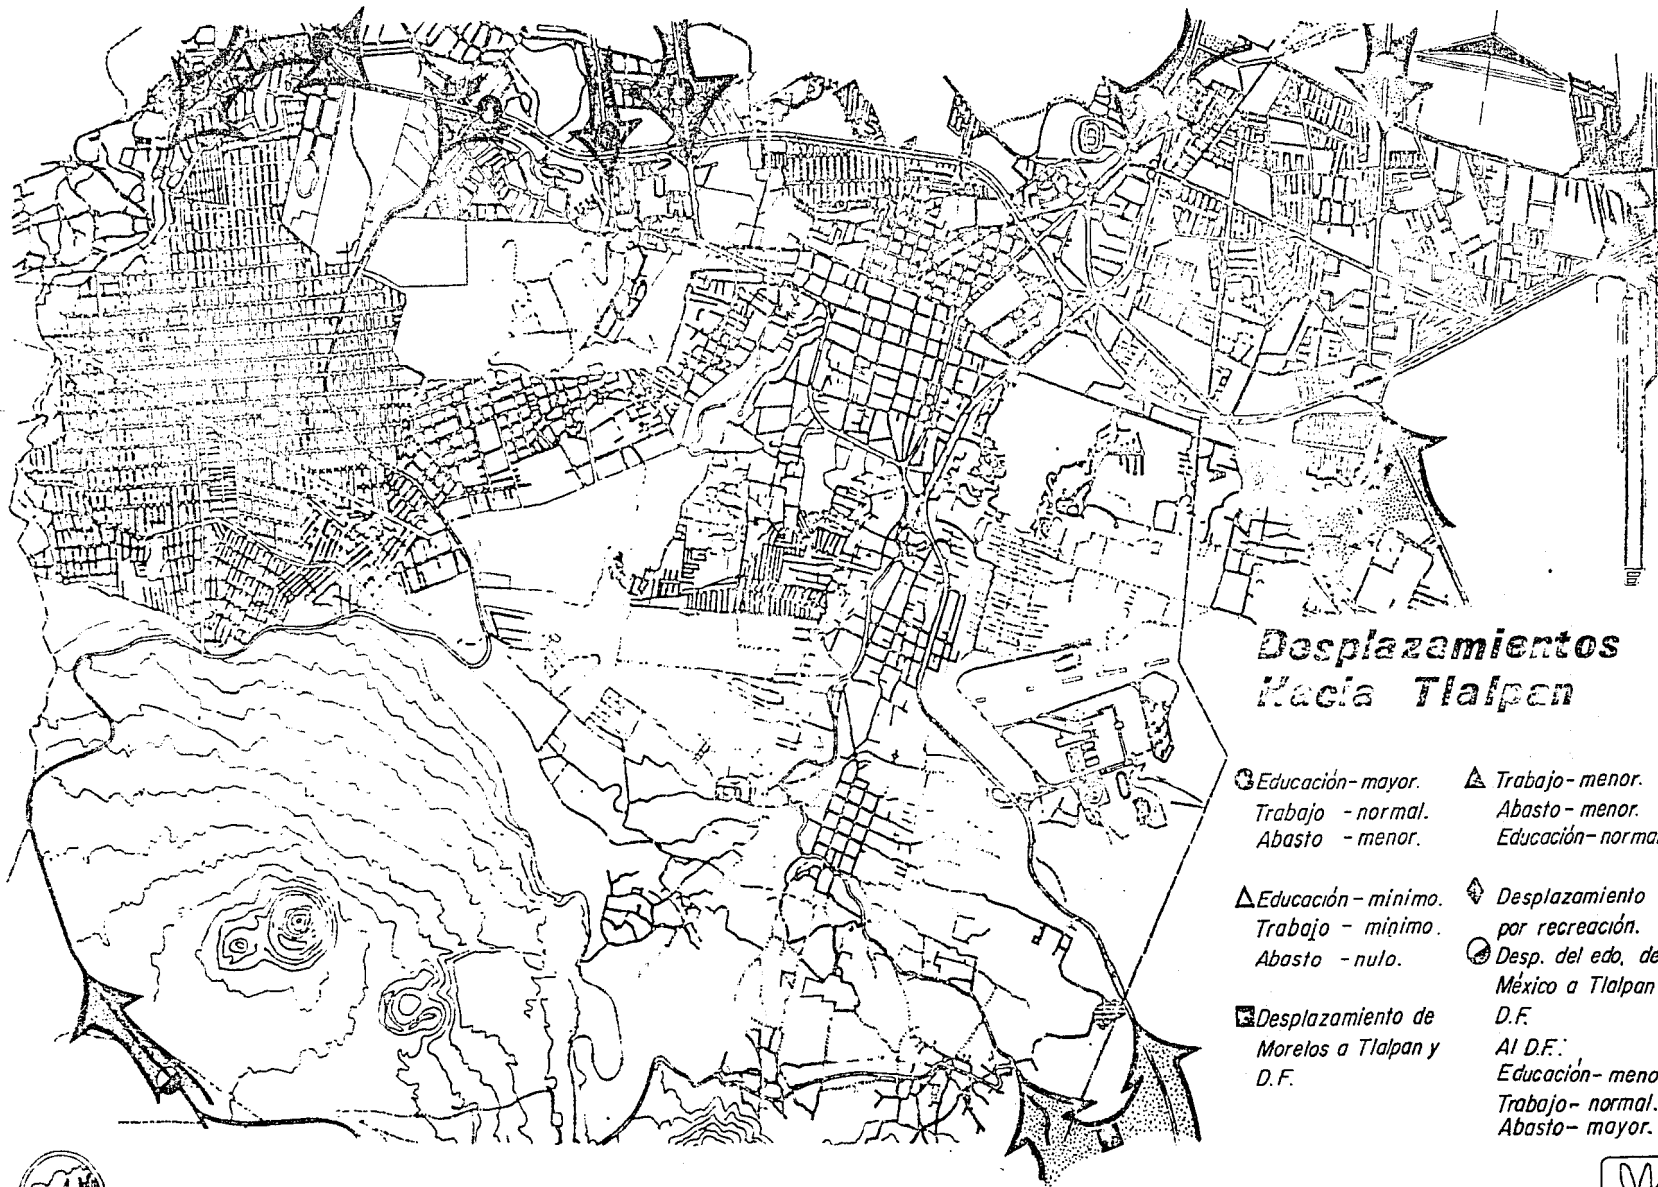 Desplazamientos
Hacia Tlalpan
Educación-mayor.
Trabajo - normal.
Abasto - menor.
Educación - mínimo.
Trabajo - mínimo.
Abasto - nulo.
Desplazamiento de
Morelos a Tlalpan y
D.F.
Trabajo - menor.
Abasto - menor.
Educación-norma
Desplazamiento
por recreación.
Desp. del edo. de
México a Tlalpan
D.F.
Al D.F.:
Educación- meno
Trabajo- normal.
Abasto- mayor.